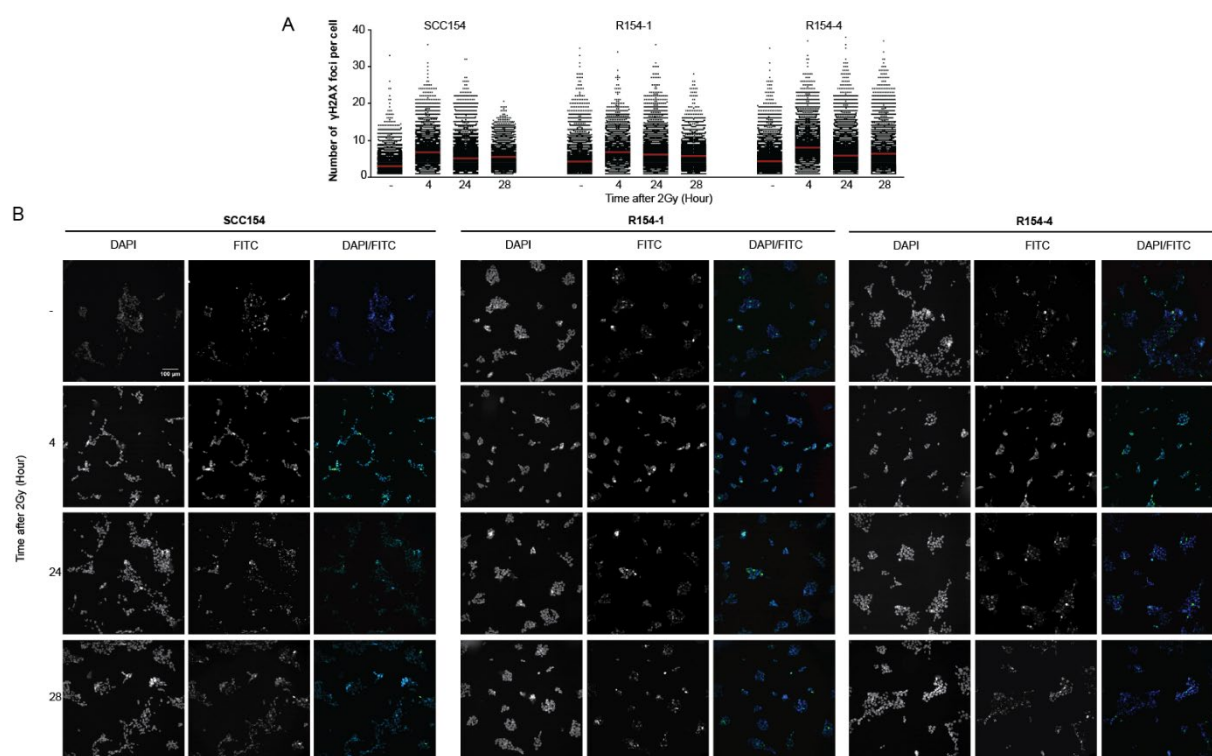 A
SCC154 R154-1 R154-4
Number of γH2AX foci per cell
40
30
20
10
0
- 4 24 28 - 4 24 28 - 4 24 28
Time after 2Gy (Hour)
B
SCC154 R154-1 R154-4
DAPI FITC DAPI/FITC DAPI FITC DAPI/FITC DAPI FITC DAPI/FITC
-
100 µm
4
Time after 2Gy (Hour)
24
28